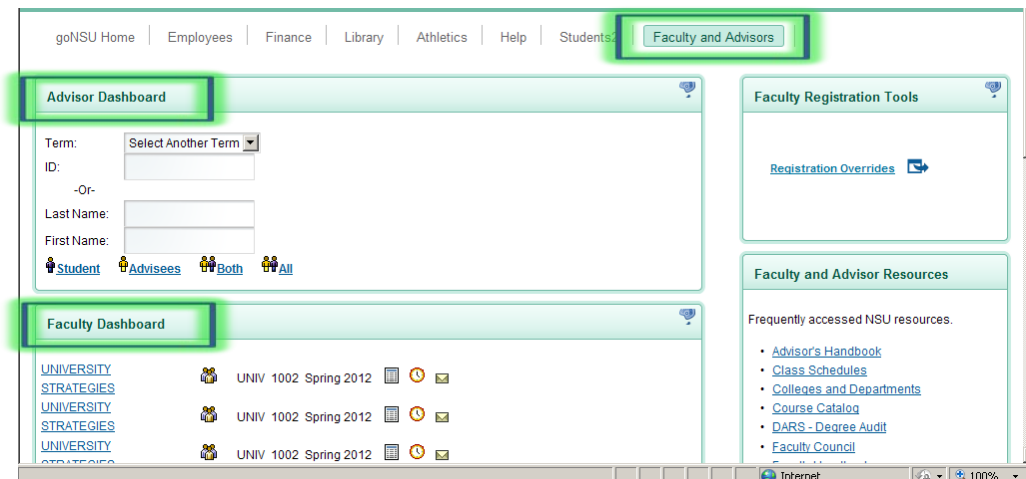 goNSU Home Employees Finance Library Athletics Help Students2 Faculty and Advisors
Advisor Dashboard
Term: Select Another Term
ID:
-Or-
Last Name:
First Name:
Student Advisees Both All
Faculty Dashboard
UNIVERSITY
STRATEGIES
UNIV 1002 Spring 2012
UNIVERSITY
STRATEGIES
UNIV 1002 Spring 2012
UNIVERSITY
STRATEGIES
UNIV 1002 Spring 2012
Faculty Registration Tools
Registration Overrides
Faculty and Advisor Resources
Frequently accessed NSU resources.
• Advisor's Handbook
• Class Schedules
• Colleges and Departments
• Course Catalog
• DARS - Degree Audit
• Faculty Council
Internet 100%